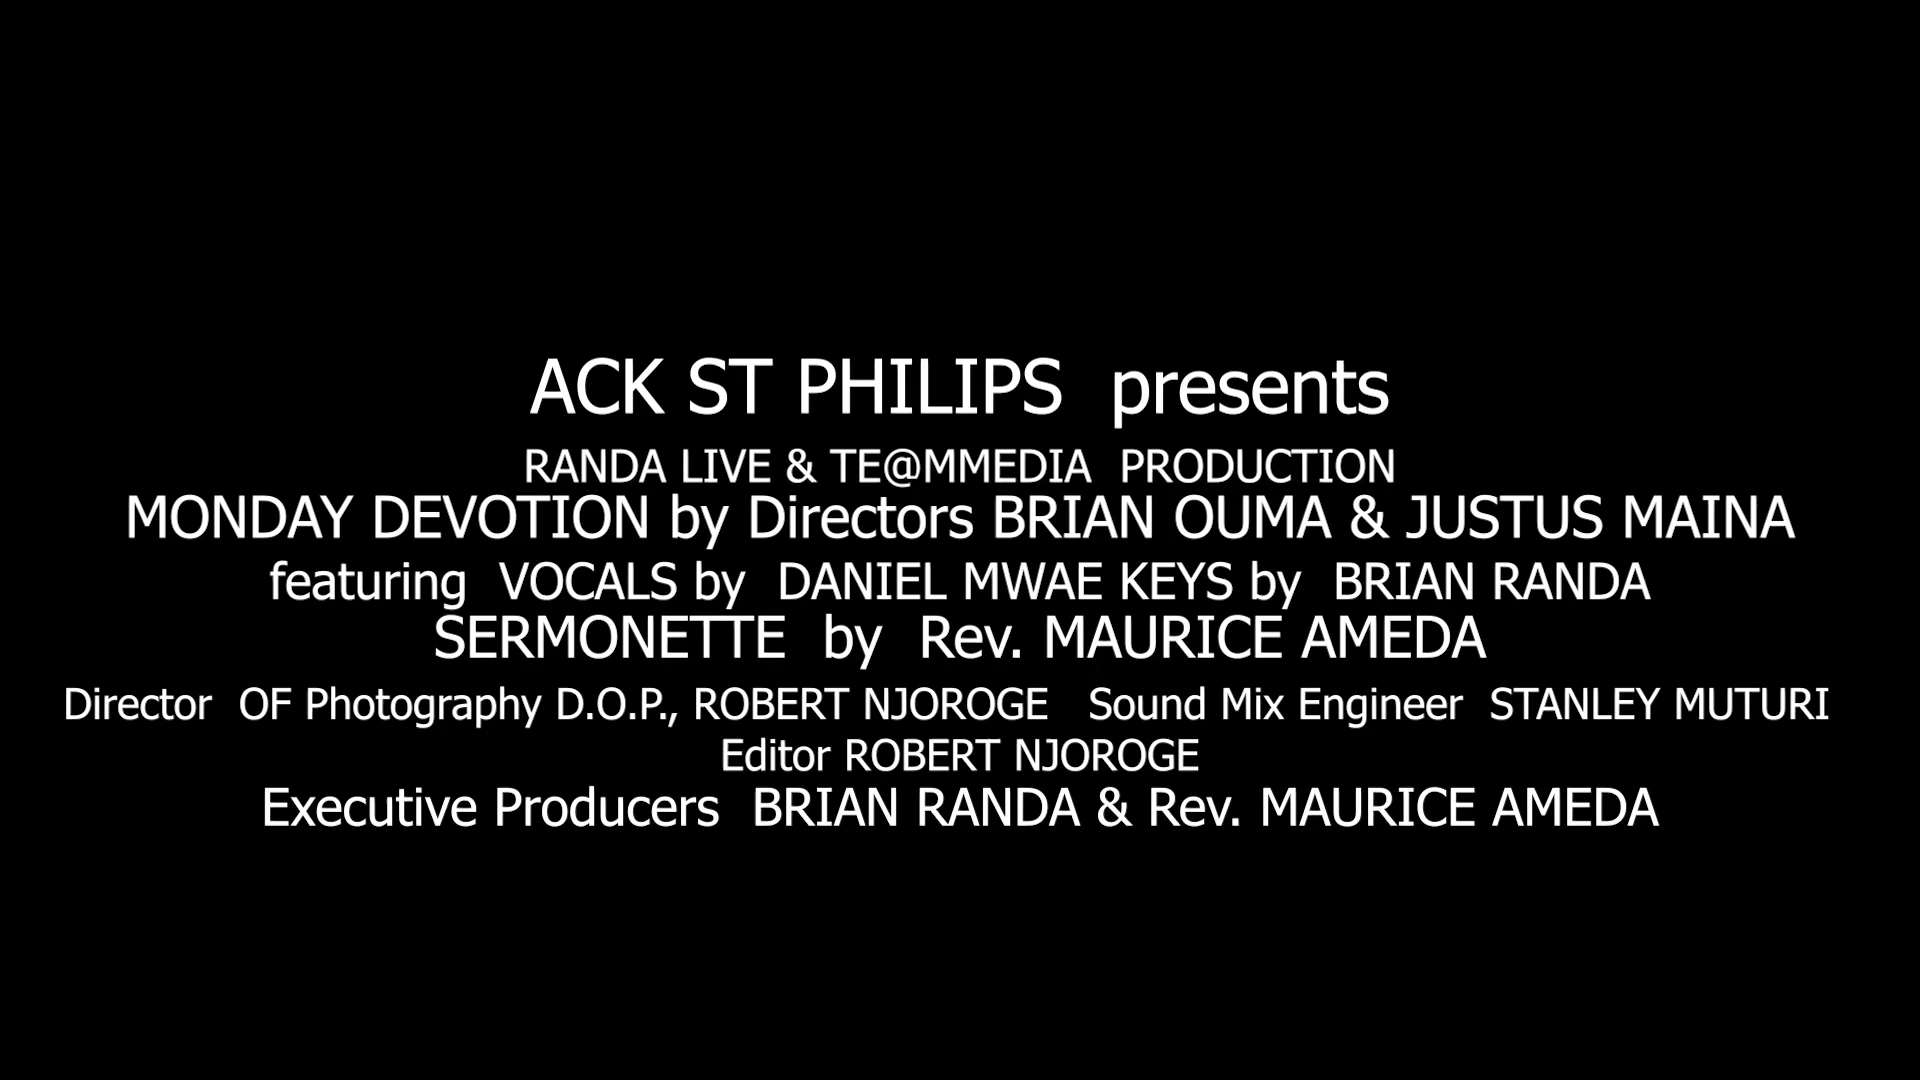 ACK ST PHILIPS presents
RANDA LIVE & TE@MMEDIA PRODUCTION
MONDAY DEVOTION by Directors BRIAN OUMA & JUSTUS MAINA
featuring VOCALS by DANIEL MWAE KEYS by BRIAN RANDA
SERMONETTE by Rev. MAURICE AMEDA
Director OF Photography D.O.P., ROBERT NJOROGE Sound Mix Engineer STANLEY MUTURI
Editor ROBERT NJOROGE
Executive Producers BRIAN RANDA & Rev. MAURICE AMEDA